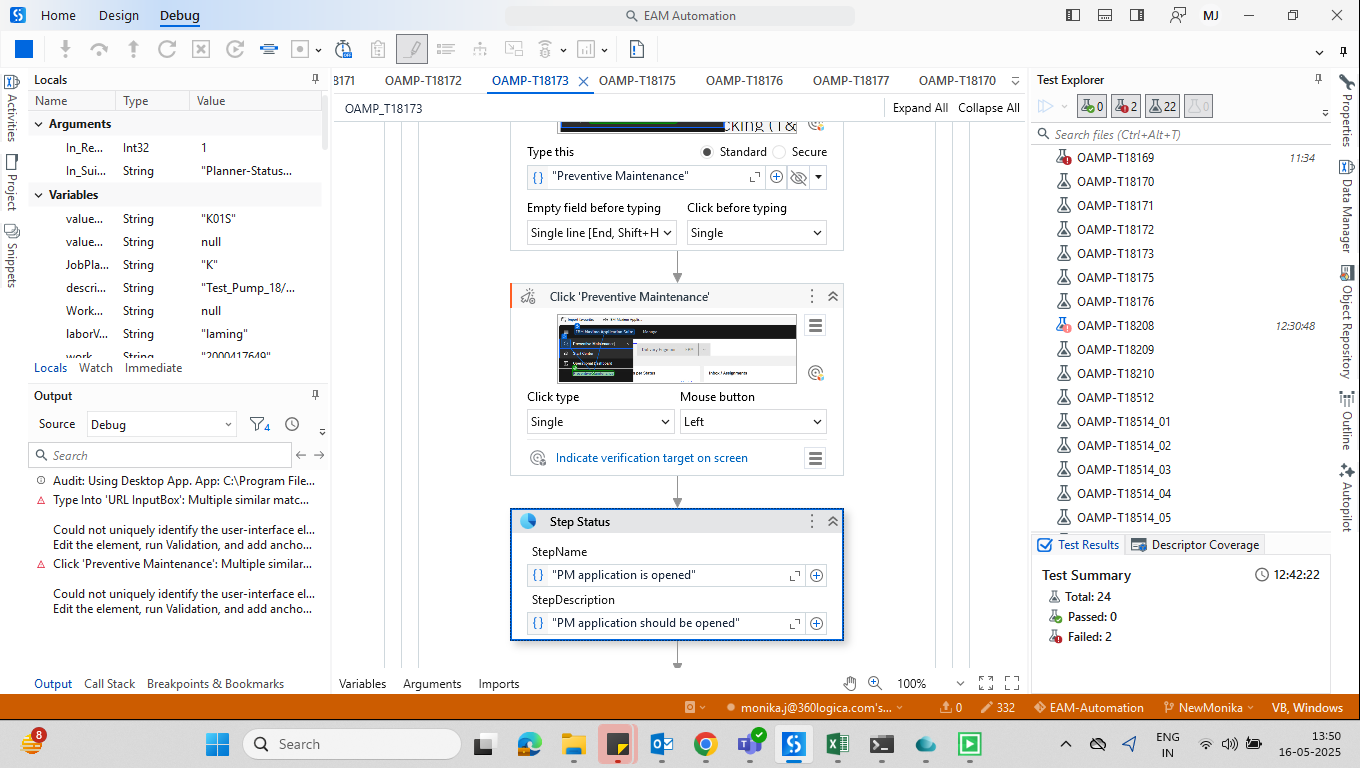 Home Design Debug EAM Automation MJ
Locals
Name Type Value
Arguments
In_Re... Int32 1
In_Sui... String "Planner-Status...
Variables
value... String "K01S"
value... String null
JobPla... String "K"
descri... String "Test_Pump_18/...
Work... String null
laborV... String "laming"
work String "2000417649"
Locals Watch Immediate
Output
Source Debug 4
Search
Audit: Using Desktop App. App: C:\Program File...
Type Into 'URL InputBox': Multiple similar matc...
Could not uniquely identify the user-interface el...
Edit the element, run Validation, and add ancho...
Click 'Preventive Maintenance': Multiple similar...
Could not uniquely identify the user-interface el...
Edit the element, run Validation, and add ancho...
Output Call Stack Breakpoints & Bookmarks
Activities
Project
Snippets
8171 OAMP-T18172 OAMP-T18173 OAMP-T18175 OAMP-T18176 OAMP-T18177 OAMP-T18170
OAMP_T18173 Expand All Collapse All
Type this Standard Secure
"Preventive Maintenance"
Empty field before typing Click before typing
Single line [End, Shift+H Single
Click 'Preventive Maintenance'
Click type Mouse button
Single Left
Indicate verification target on screen
Step Status
StepName
"PM application is opened"
StepDescription
"PM application should be opened"
Variables Arguments Imports 100%
Test Explorer
0 2 22 0
Search files (Ctrl+Alt+T)
OAMP-T18169 11:34
OAMP-T18170
OAMP-T18171
OAMP-T18172
OAMP-T18173
OAMP-T18175
OAMP-T18176
OAMP-T18208 12:30:48
OAMP-T18209
OAMP-T18210
OAMP-T18512
OAMP-T18514_01
OAMP-T18514_02
OAMP-T18514_03
OAMP-T18514_04
OAMP-T18514_05
Test Results Descriptor Coverage
Test Summary 12:42:22
Total: 24
Passed: 0
Failed: 2
Properties
Data Manager
Object Repository
Outline
Autopilot
monika.j@360logica.com's... 0 332 EAM-Automation NewMonika VB, Windows
8 Search ENG
IN
13:50
16-05-2025